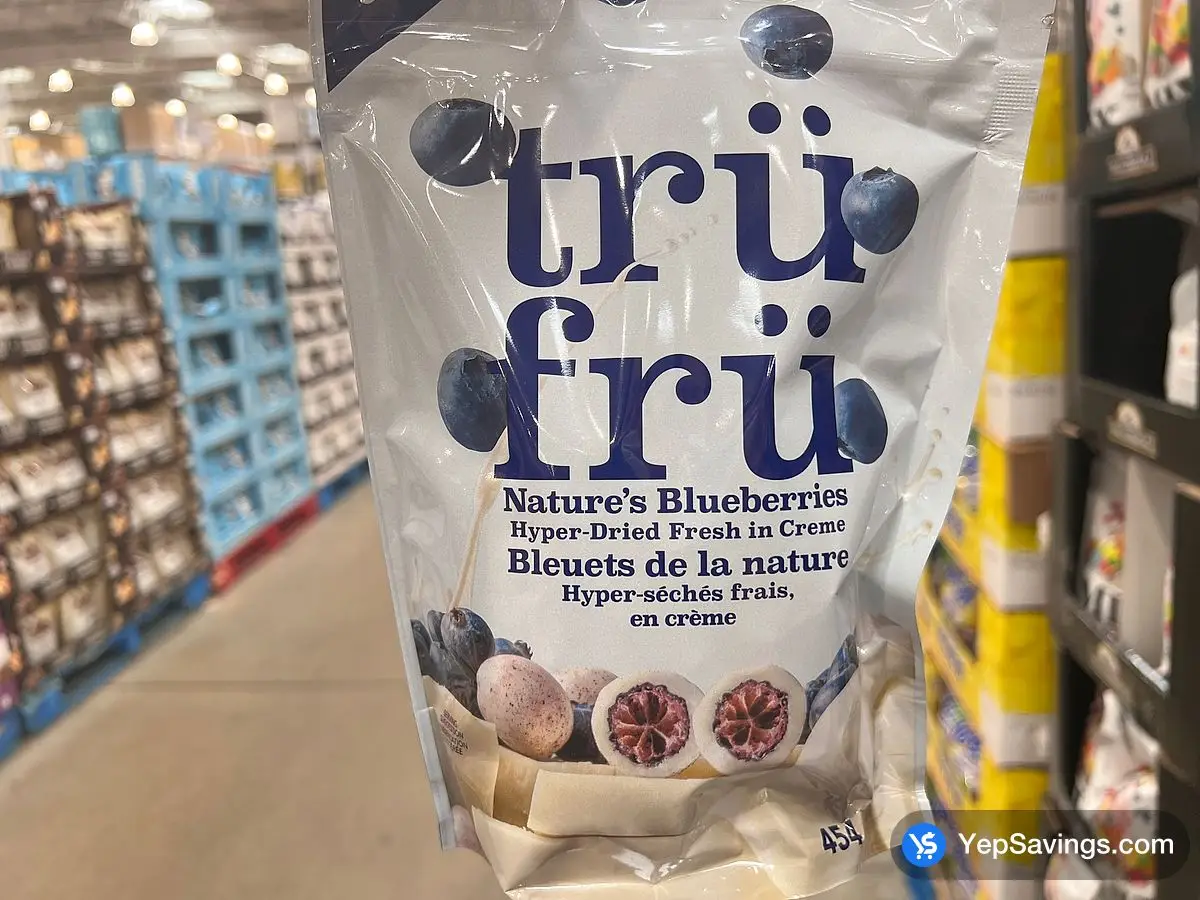 trü
frü
Nature's Blueberries
Hyper-Dried Fresh in Creme
Bleuets de la nature
Hyper-séchés frais,
en crème
454
YepSavings.com